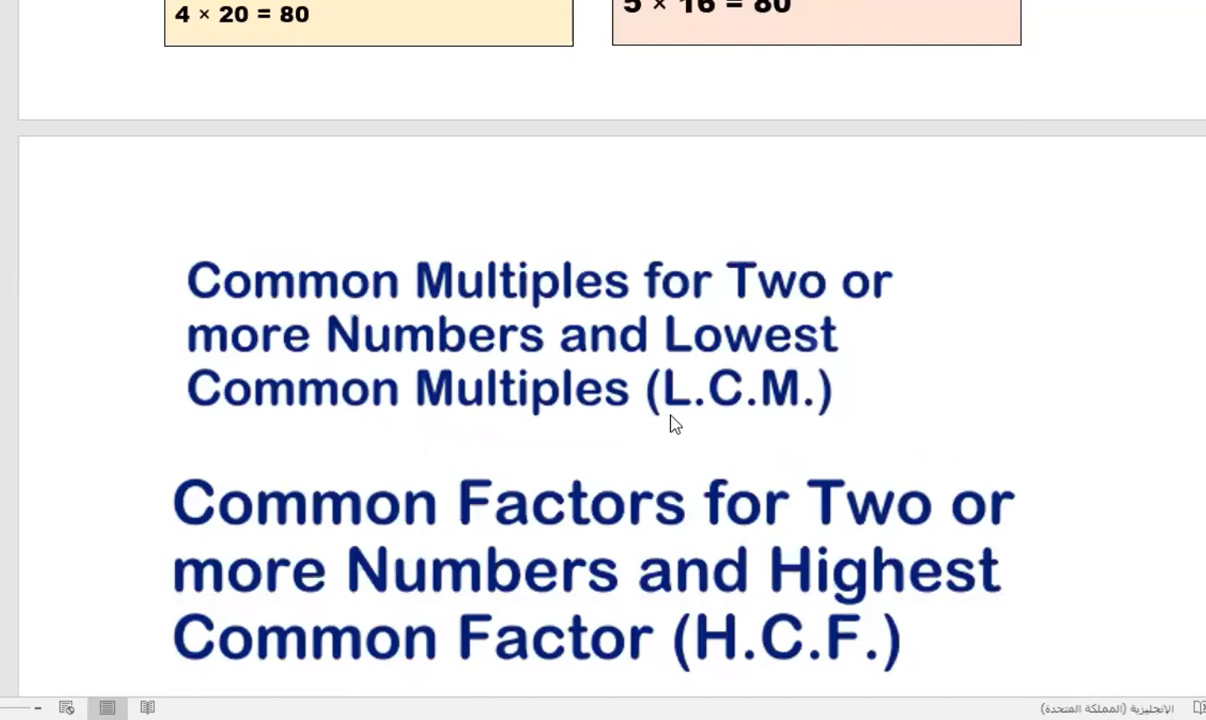 4 × 20 = 80
5 × 16 = 80
Common Multiples for Two or
more Numbers and Lowest
Common Multiples (L.C.M.)
Common Factors for Two or
more Numbers and Highest
Common Factor (H.C.F.)
الإنجليزية (المملكة المتحدة)